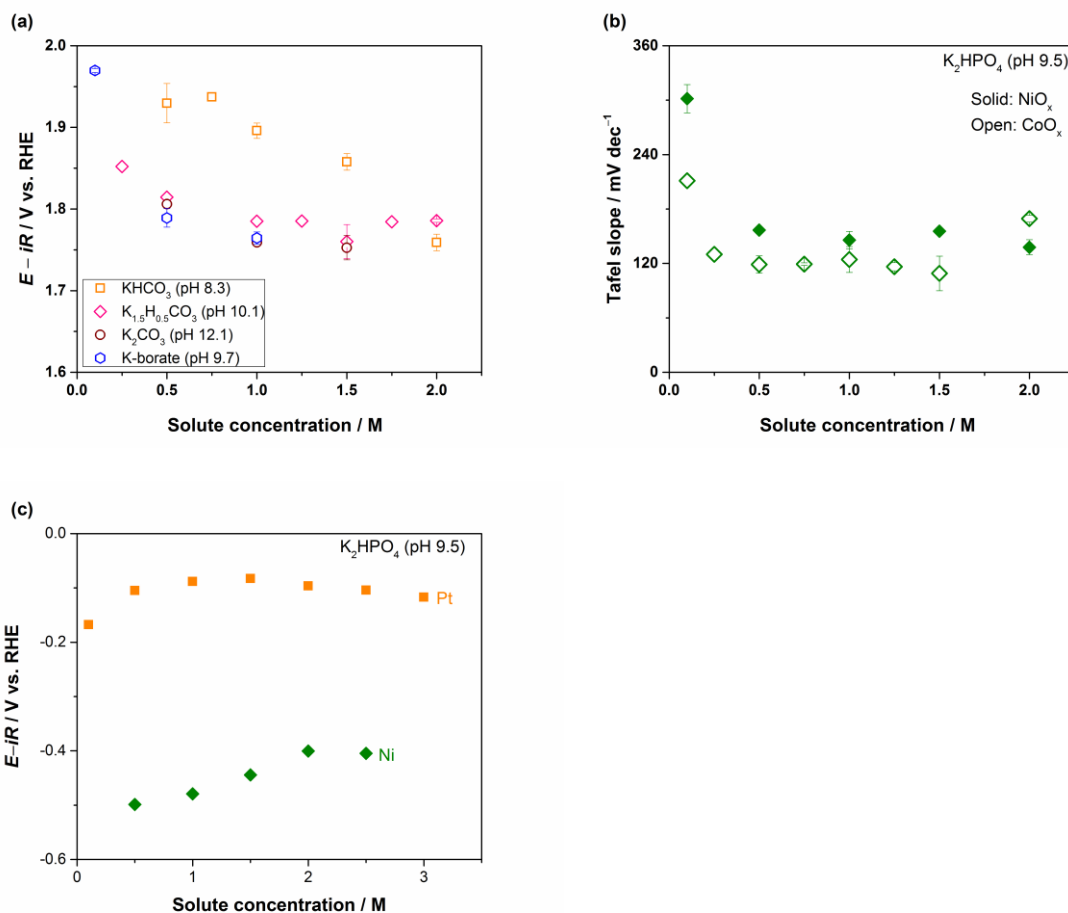 (a)
2.0
1.9
1.8
1.7
1.6
E – iR / V vs. RHE
KHCO₃ (pH 8.3)
K₁.₅H₀.₅CO₃ (pH 10.1)
K₂CO₃ (pH 12.1)
K-borate (pH 9.7)
0.0 0.5 1.0 1.5 2.0
Solute concentration / M
(b)
360
240
120
0
Tafel slope / mV dec⁻¹
K₂HPO₄ (pH 9.5)
Solid: NiOₓ
Open: CoOₓ
0.0 0.5 1.0 1.5 2.0
Solute concentration / M
(c)
0.0
-0.2
-0.4
-0.6
E–iR / V vs. RHE
K₂HPO₄ (pH 9.5)
Pt
Ni
0 1 2 3
Solute concentration / M